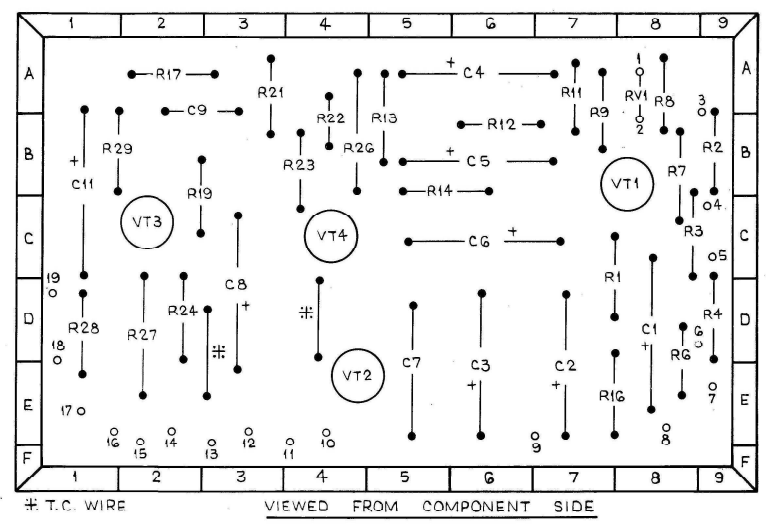 1 2 3 4 5 6 7 8 9
A A
R17 + C4 1
R21 R11 RV1 R8
C9 R22 R13 R9 3
2
B B
R29 R12 R2
R23 R26
+ + C5 R7
C11 R19 R14 VT1
4
C VT3 VT4 + C
C6 R3
5
19 C8 R1
D + D
R24 ※ R4
R28 R27 C1 6
18 ※ C7 C3 C2 + R6
VT2
E + + R16 7 E
17
16 15 14 13 12 11 10 9 8
F F
1 2 3 4 5 6 7 8 9
※ T.C. WIRE VIEWED FROM COMPONENT SIDE